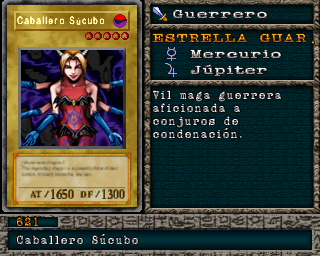 Caballero Súcubo
AT/1650 DF/1300
Guerrero
ESTRELLA GUAR.
Mercurio
Júpiter
Vil maga guerrera
aficionada a
conjuros de
condenación.
621
Caballero Súcubo